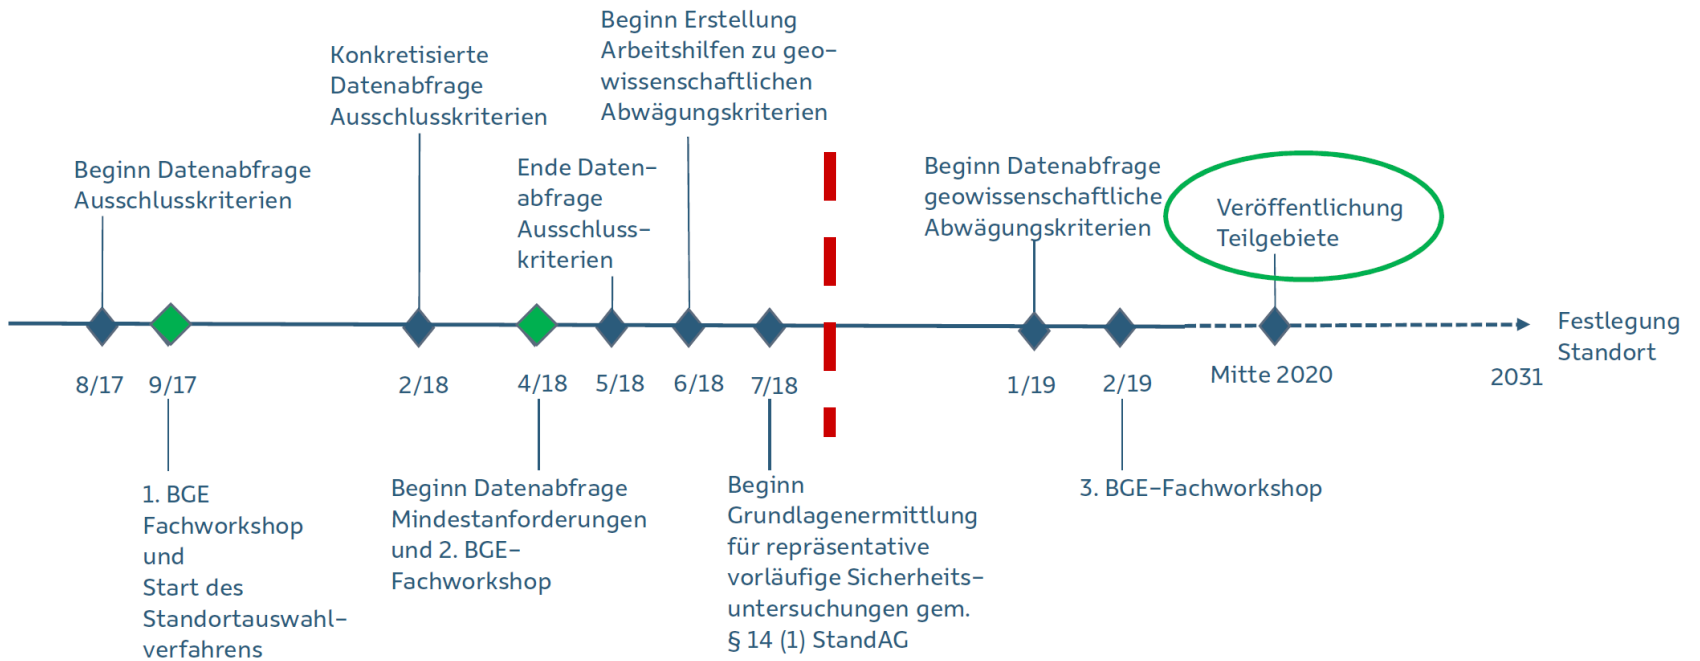 Beginn Erstellung
Arbeitshilfen zu geo-
wissenschaftlichen
Abwägungskriterien
Konkretisierte
Datenabfrage
Ausschlusskriterien
Beginn Datenabfrage
Ausschlusskriterien
Ende Daten-
abfrage
Ausschluss-
kriterien
Beginn Datenabfrage
geowissenschaftliche
Abwägungskriterien
Veröffentlichung
Teilgebiete
Festlegung
Standort
8/17
9/17
2/18
4/18
5/18
6/18
7/18
1/19
2/19
Mitte 2020
2031
1. BGE
Fachworkshop
und
Start des
Standortauswahl-
verfahrens
Beginn Datenabfrage
Mindestanforderungen
und 2. BGE-
Fachworkshop
Beginn
Grundlagenermittlung
für repräsentative
vorläufige Sicherheits-
untersuchungen gem.
§ 14 (1) StandAG
3. BGE-Fachworkshop